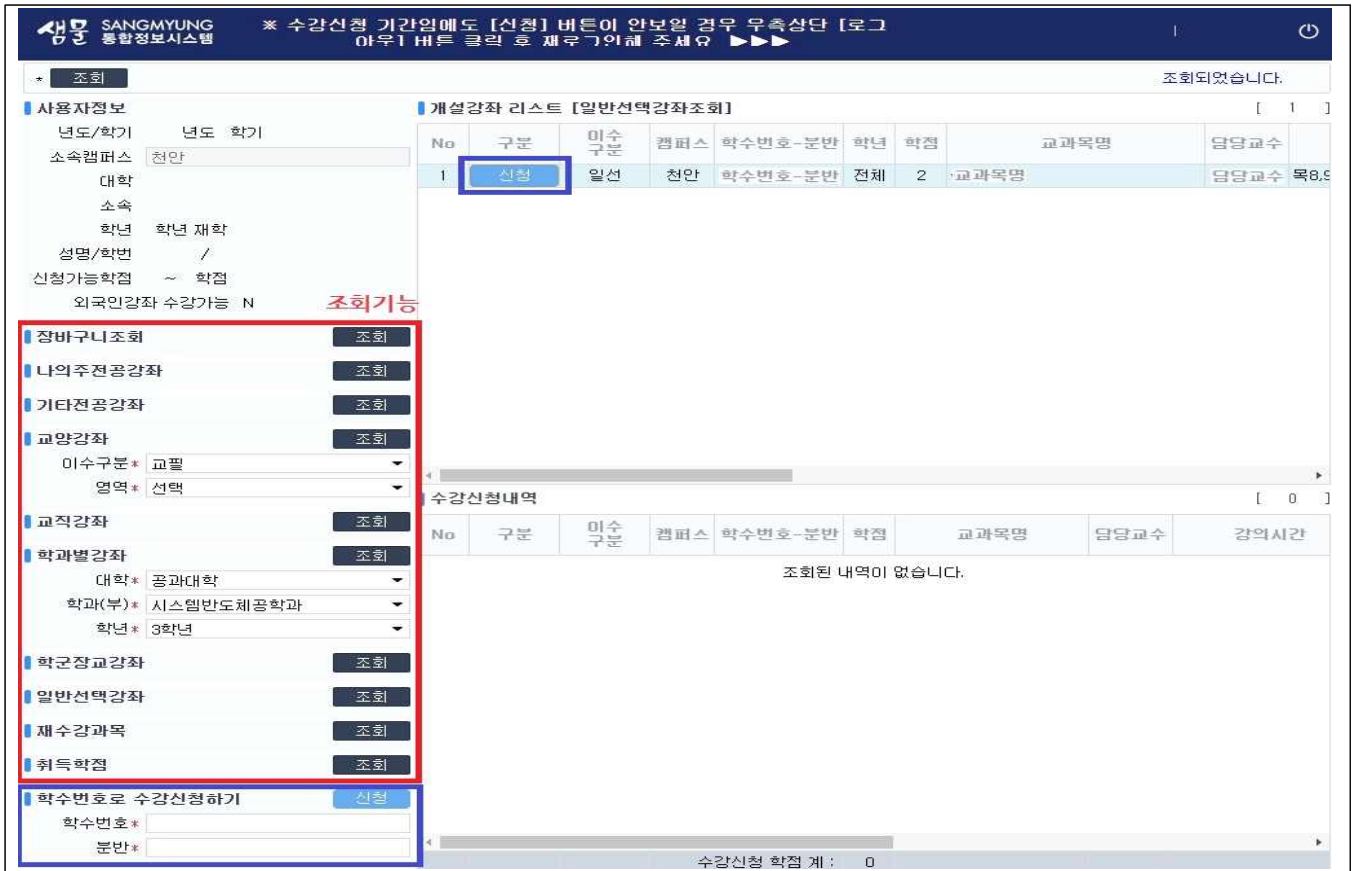 샘물 SANGMYUNG 통합정보시스템
※ 수강신청 기간임에도 [신청] 버튼이 안보일 경우 우측상단 [로그
아웃] 버튼 클릭 후 재로그인해 주세요 ▶▶▶
* 조회
조회되었습니다.
사용자정보
년도/학기 년도 학기
소속캠퍼스 천안
대학
소속
학년 학년 재학
성명/학번 /
신청가능학점 ~ 학점
외국인강좌 수강가능 N
조회기능
장바구니조회 조회
나의주전공강좌 조회
기타전공강좌 조회
교양강좌 조회
이수구분* 교필
영역* 선택
교직강좌 조회
학과별강좌 조회
대학* 공과대학
학과(부)* 시스템반도체공학과
학년* 3학년
학군장교강좌 조회
일반선택강좌 조회
재수강과목 조회
취득학점 조회
학수번호로 수강신청하기 신청
학수번호*
분반*
개설강좌 리스트 [일반선택강좌조회] [ 1 ]
No 구분 이수구분 캠퍼스 학수번호-분반 학년 학점 교과목명 담당교수
1 신청 일선 천안 학수번호-분반 전체 2 교과목명 담당교수 목8,9
수강신청내역 [ 0 ]
No 구분 이수구분 캠퍼스 학수번호-분반 학점 교과목명 담당교수 강의시간
조회된 내역이 없습니다.
수강신청 학점 계 : 0